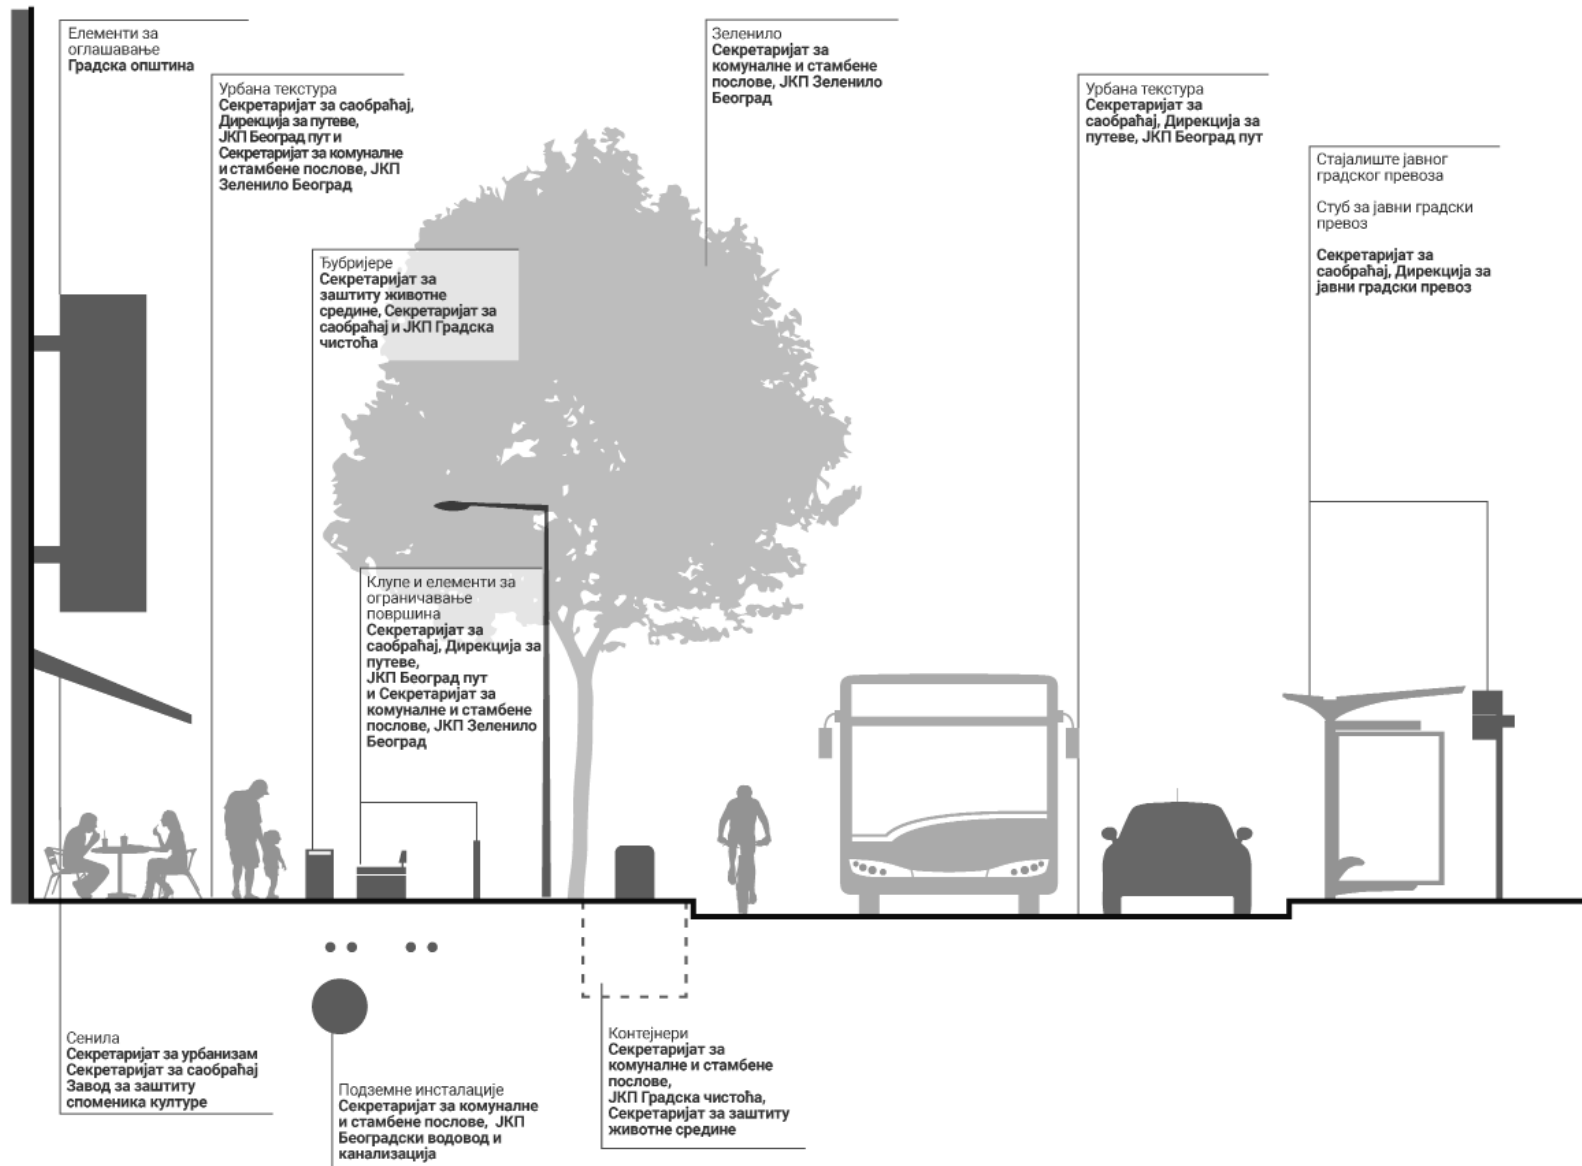 Елементи за
оглашавање
Градска општина
Урбана текстура
Секретаријат за саобраћај,
Дирекција за путеве,
ЈКП Београд пут и
Секретаријат за комуналне
и стамбене послове, ЈКП
Зеленило Београд
Ђубријере
Секретаријат за
заштиту животне
средине, Секретаријат за
саобраћај и ЈКП Градска
чистоћа
Клупе и елементи за
ограничавање
површина
Секретаријат за
саобраћај, Дирекција за
путеве,
ЈКП Београд пут
и Секретаријат за
комуналне и стамбене
послове, ЈКП Зеленило
Београд
Зеленило
Секретаријат за
комуналне и стамбене
послове, ЈКП Зеленило
Београд
Урбана текстура
Секретаријат за
саобраћај, Дирекција за
путеве, ЈКП Београд пут
Стајалиште јавног
градског превоза
Стуб за јавни градски
превоз
Секретаријат за
саобраћај, Дирекција за
јавни градски превоз
Сенила
Секретаријат за урбанизам
Секретаријат за саобраћај
Завод за заштиту
споменика културе
Подземне инсталације
Секретаријат за комуналне
и стамбене послове, ЈКП
Београдски водовод и
канализација
Контејнери
Секретаријат за
комуналне и стамбене
послове,
ЈКП Градска чистоћа,
Секретаријат за заштиту
животне средине